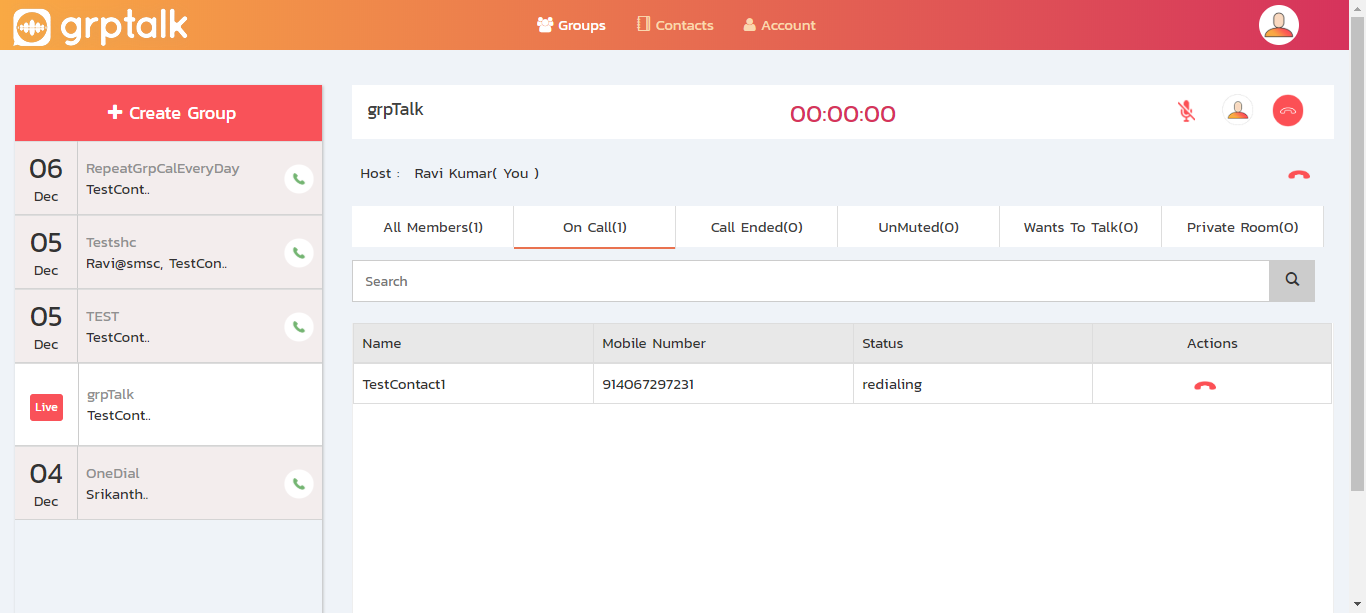 grptalk
Groups
Contacts
Account
Create Group
06
Dec
RepeatGrpCalEveryDay
TestCont..
05
Dec
Testshc
Ravi@smsc, TestCon..
05
Dec
TEST
TestCont..
Live
grpTalk
TestCont..
04
Dec
OneDial
Srikanth..
grpTalk
00:00:00
Host : Ravi Kumar( You )
All Members(1) On Call(1) Call Ended(0) UnMuted(0) Wants To Talk(0) Private Room(0)
Search
Name Mobile Number Status Actions
TestContact1 914067297231 redialing